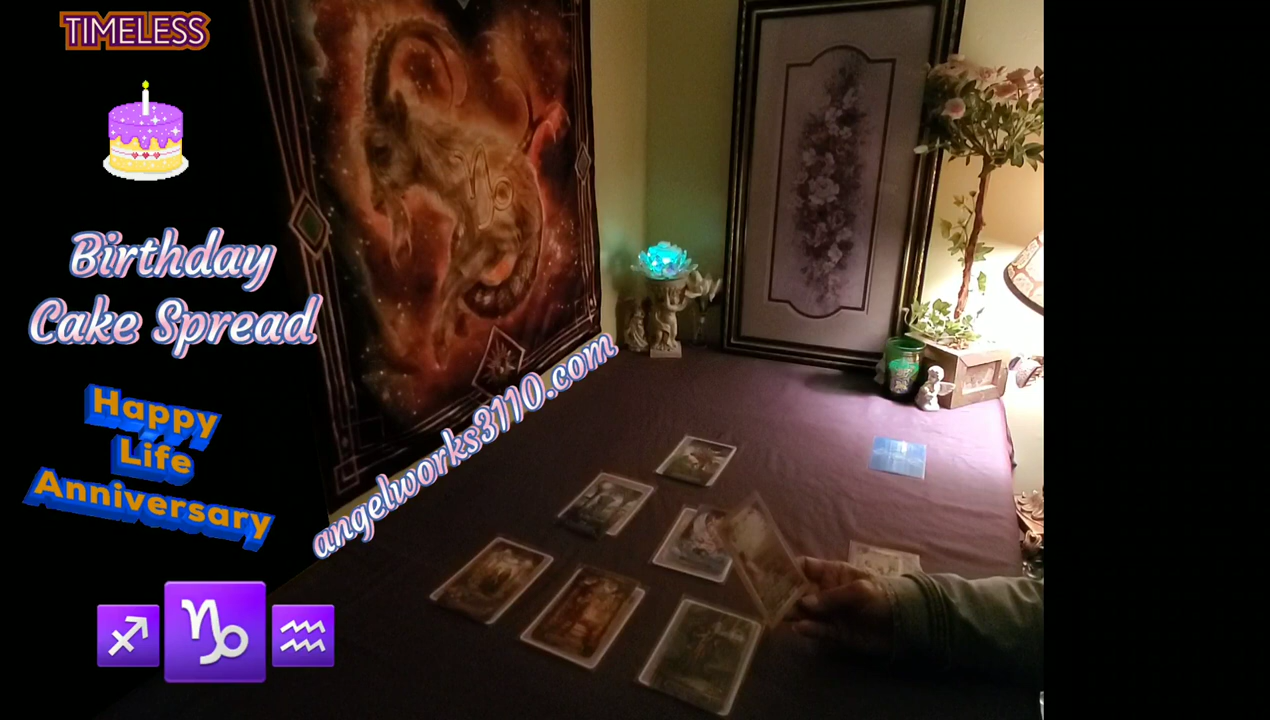 TIMELESS
Birthday
Cake Spread
Happy
Life
Anniversary
angelworks3110.com
♐ ♑ ♒